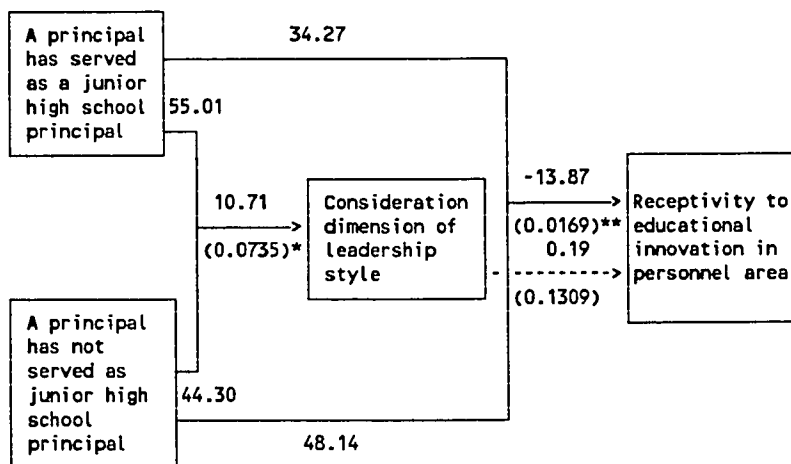 A principal
has served
as a junior
high school
principal
34.27
55.01
10.71
(0.0735)*
Consideration
dimension of
leadership
style
-13.87
(0.0169)**
0.19
(0.1309)
Receptivity to
educational
innovation in
personnel area
A principal
has not
served as
junior high
school
principal
44.30
48.14